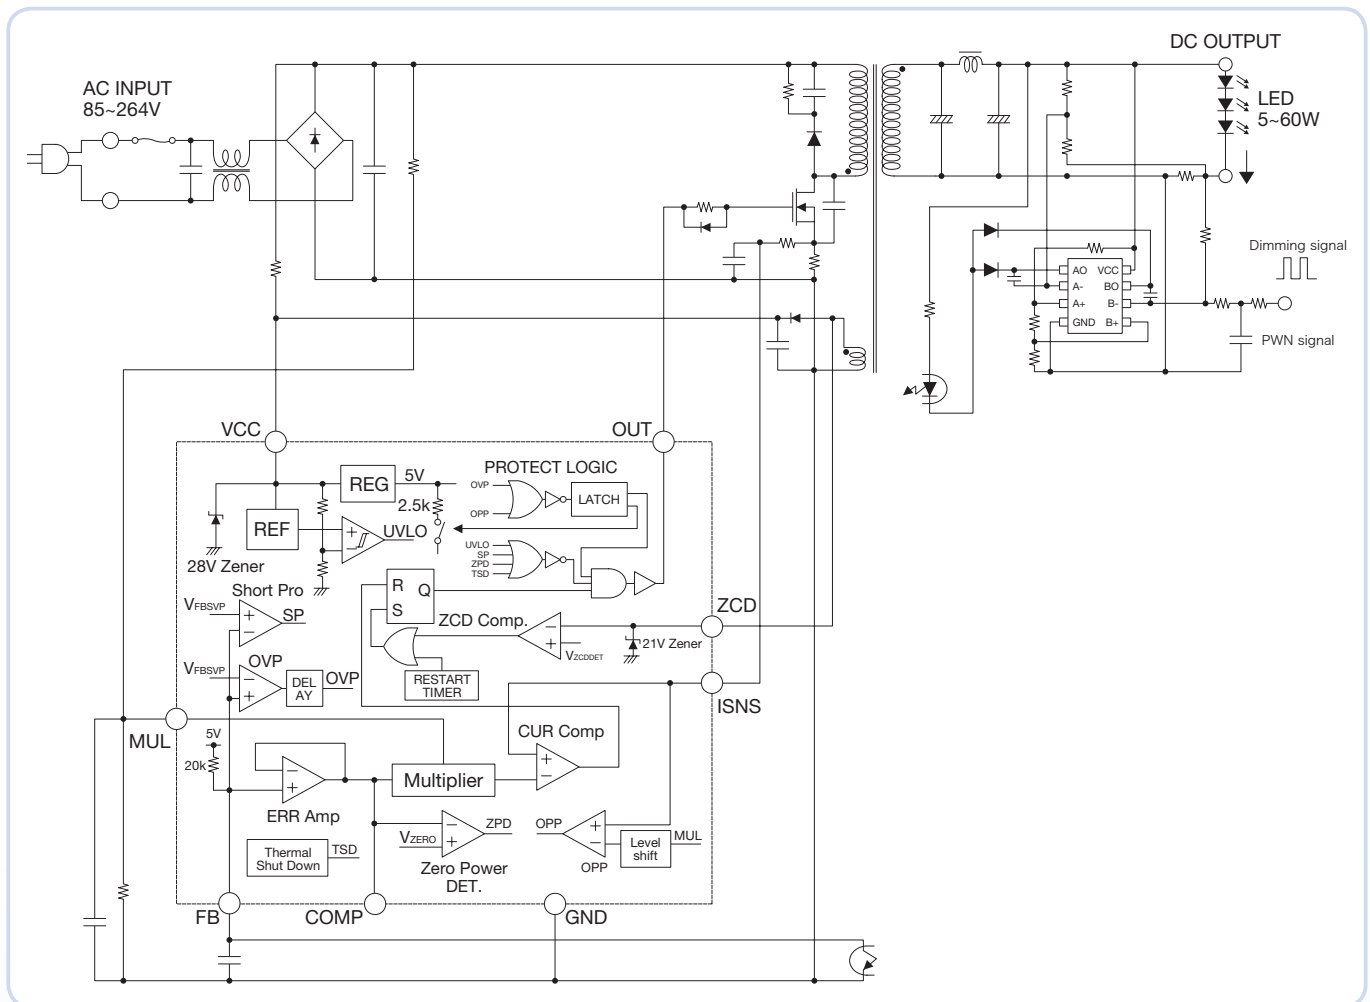 DC OUTPUT
AC INPUT
85~264V
LED
5~60W
Dimming signal
AO VCC
A- BO
A+ B-
GND B+
PWN signal
VCC
OUT
PROTECT LOGIC
REG
5V
OVP
LATCH
2.5k
OPP
REF
UVLO
28V Zener
UVLO
SP
ZPD
TSD
Short Pro
R Q
S
VFBSVP
SP
ZCD Comp.
ZCD
VZCDDET
21V Zener
OVP
VFBSVP
DEL
AY
OVP
RESTART
TIMER
ISNS
MUL
CUR Comp
5V
20k
Multiplier
ERR Amp
ZPD
OPP
VZERO
MUL
Level
shift
OPP
Thermal
Shut Down
TSD
Zero Power
DET.
FB
COMP
GND